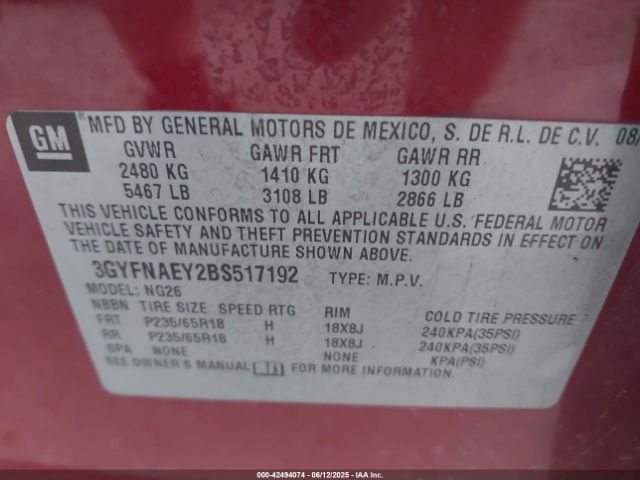 GM
®
MFD BY GENERAL MOTORS DE MEXICO, S. DE R.L. DE C.V. 08/
GVWR GAWR FRT GAWR RR
2480 KG 1410 KG 1300 KG
5467 LB 3108 LB 2866 LB
THIS VEHICLE CONFORMS TO ALL APPLICABLE U.S. FEDERAL MOTOR
VEHICLE SAFETY AND THEFT PREVENTION STANDARDS IN EFFECT ON
THE DATE OF MANUFACTURE SHOWN ABOVE.
3GYFNAEY2BS517192 TYPE: M.P.V.
MODEL: NG26
NBBN TIRE SIZE SPEED RTG RIM COLD TIRE PRESSURE
FRT P235/65R18 H 18X8J 240KPA(35PSI)
RR P235/65R18 H 18X8J 240KPA(35PSI)
SPA NONE NONE KPA(PSI)
SEE OWNER'S MANUAL FOR MORE INFORMATION
000-42494074 | 06/12/2025 - IAAI, Inc.